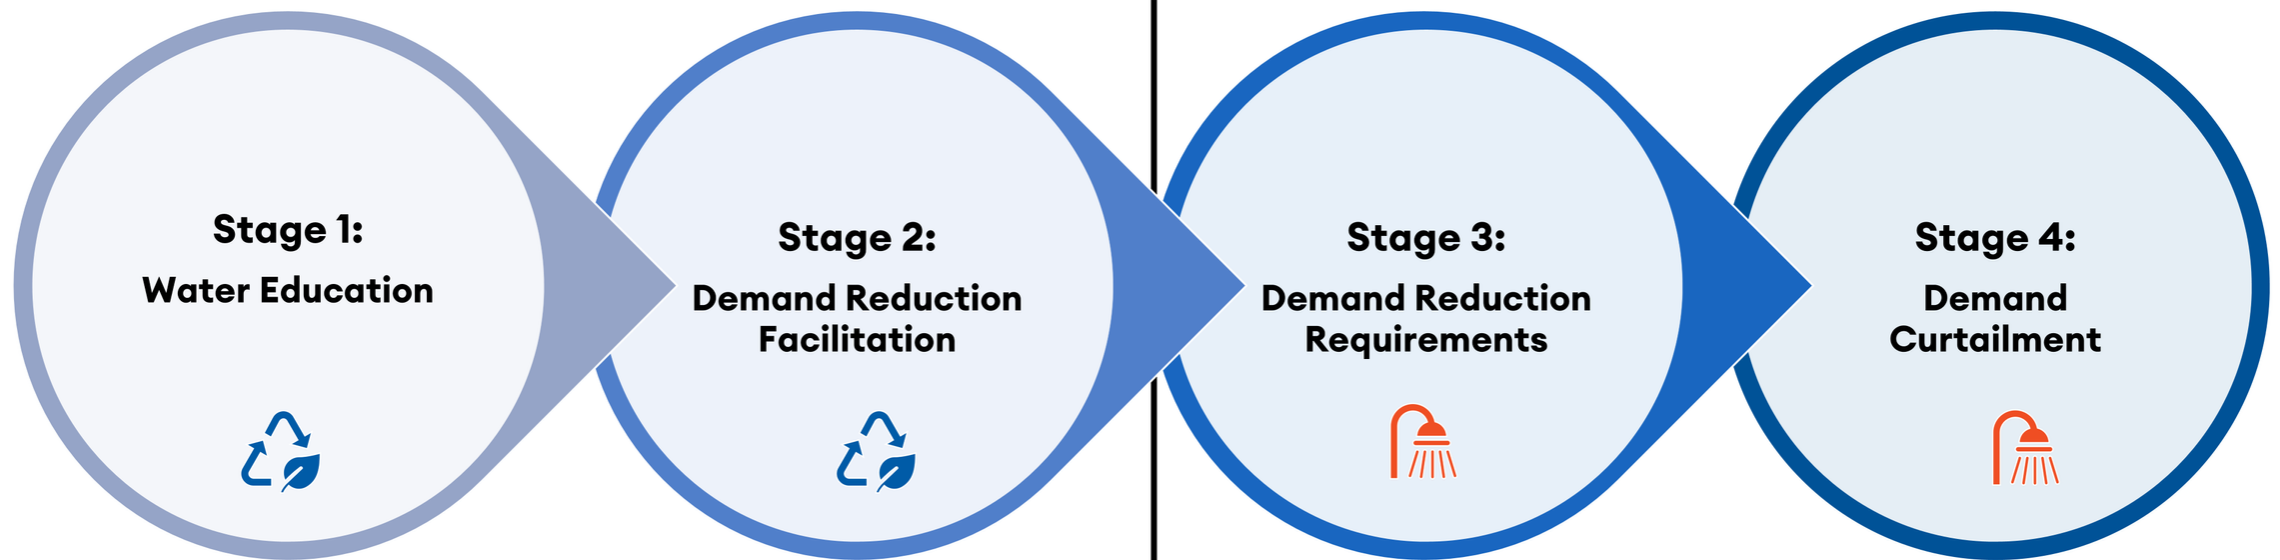 Stage 1:
Water Education
Stage 2:
Demand Reduction
Facilitation
Stage 3:
Demand Reduction
Requirements
Stage 4:
Demand
Curtailment